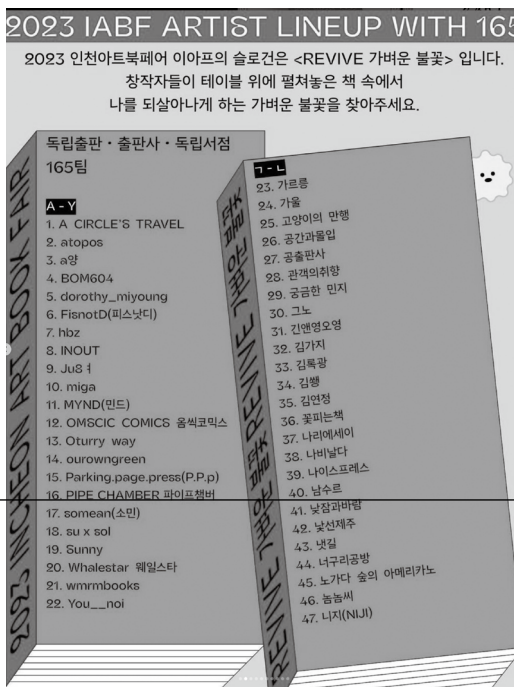 2023 IABF ARTIST LINEUP WITH 165
2023 인천아트북페어 이아프의 슬로건은 <REVIVE 가벼운 불꽃> 입니다.
창작자들이 테이블 위에 펼쳐놓은 책 속에서
나를 되살아나게 하는 가벼운 불꽃을 찾아주세요.
2023 INCHEON ART BOOK FAIR
독립출판・출판사・독립서점
165팀
A-Y
1. A CIRCLE'S TRAVEL
2. atopos
3. a양
4. BOM604
5. dorothy_miyoung
6. FisnotD(피스낫디)
7. hbz
8. INOUT
9. Ju8ㅕ
10. miga
11. MYND(민드)
12. OMSCIC COMICS 옴씩코믹스
13. Oturry way
14. ourowngreen
15. Parking.page.press(P.P.p)
16. PIPE CHAMBER 파이프챔버
17. somean(소민)
18. su x sol
19. Sunny
20. Whalestar 웨일스타
21. wmrmbooks
22. You__noi
REVIVE 가벼운 불꽃 REVIVE 가벼운 불꽃
ㄱ-ㄴ
23. 가르릉
24. 가울
25. 고양이의 만행
26. 공간과몰입
27. 공출판사
28. 관객의취향
29. 궁금한 민지
30. 그노
31. 긴앤영오영
32. 김가지
33. 김록광
34. 김쌩
35. 김연정
36. 꽃피는책
37. 나리에세이
38. 나비날다
39. 나이스프레스
40. 남수르
41. 낮잠과바람
42. 낯선제주
43. 냇길
44. 너구리공방
45. 노가다 숲의 아메리카노
46. 놈놈씨
47. 니지(NIJI)